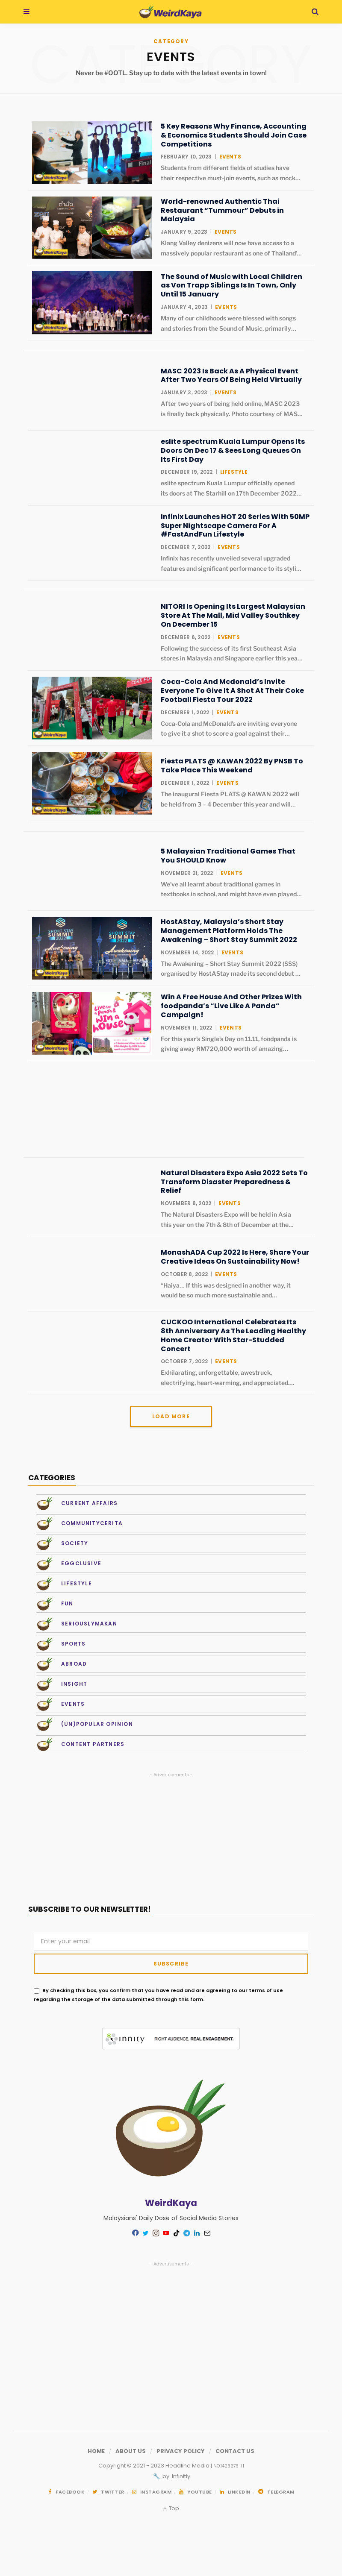 WeirdKaya
CATEGORY
CATEGORY
EVENTS
Never be #OOTL. Stay up to date with the latest events in town!
5 Key Reasons Why Finance, Accounting
& Economics Students Should Join Case
Competitions
FEBRUARY 10, 2023 | EVENTS
Students from different fields of studies have
their respective must-join events, such as mock…
World-renowned Authentic Thai
Restaurant “Tummour” Debuts in
Malaysia
JANUARY 9, 2023 | EVENTS
Klang Valley denizens will now have access to a
massively popular restaurant as one of Thailand'…
The Sound of Music with Local Children
as Von Trapp Siblings Is In Town, Only
Until 15 January
JANUARY 4, 2023 | EVENTS
Many of our childhoods were blessed with songs
and stories from the Sound of Music, primarily…
MASC 2023 Is Back As A Physical Event
After Two Years Of Being Held Virtually
JANUARY 3, 2023 | EVENTS
After two years of being held online, MASC 2023
is finally back physically. Photo courtesy of MAS…
eslite spectrum Kuala Lumpur Opens Its
Doors On Dec 17 & Sees Long Queues On
Its First Day
DECEMBER 19, 2022 | LIFESTYLE
eslite spectrum Kuala Lumpur officially opened
its doors at The Starhill on 17th December 2022…
Infinix Launches HOT 20 Series With 50MP
Super Nightscape Camera For A
#FastAndFun Lifestyle
DECEMBER 7, 2022 | EVENTS
Infinix has recently unveiled several upgraded
features and significant performance to its styli…
NITORI Is Opening Its Largest Malaysian
Store At The Mall, Mid Valley Southkey
On December 15
DECEMBER 6, 2022 | EVENTS
Following the success of its first Southeast Asia
stores in Malaysia and Singapore earlier this yea…
Coca-Cola And Mcdonald’s Invite
Everyone To Give It A Shot At Their Coke
Football Fiesta Tour 2022
DECEMBER 1, 2022 | EVENTS
Coca-Cola and McDonald’s are inviting everyone
to give it a shot to score a goal against their…
Fiesta PLATS @ KAWAN 2022 By PNSB To
Take Place This Weekend
DECEMBER 1, 2022 | EVENTS
The inaugural Fiesta PLATS @ KAWAN 2022 will
be held from 3 – 4 December this year and will…
5 Malaysian Traditional Games That
You SHOULD Know
NOVEMBER 21, 2022 | EVENTS
We’ve all learnt about traditional games in
textbooks in school, and might have even played…
HostAStay, Malaysia’s Short Stay
Management Platform Holds The
Awakening – Short Stay Summit 2022
NOVEMBER 14, 2022 | EVENTS
The Awakening – Short Stay Summit 2022 (SSS)
organised by HostAStay made its second debut …
Win A Free House And Other Prizes With
foodpanda’s “Live Like A Panda”
Campaign!
NOVEMBER 11, 2022 | EVENTS
For this year’s Single’s Day on 11.11, foodpanda is
giving away RM720,000 worth of amazing…
Natural Disasters Expo Asia 2022 Sets To
Transform Disaster Preparedness &
Relief
NOVEMBER 8, 2022 | EVENTS
The Natural Disasters Expo will be held in Asia
this year on the 7th & 8th of December at the…
MonashADA Cup 2022 Is Here, Share Your
Creative Ideas On Sustainability Now!
OCTOBER 8, 2022 | EVENTS
“Haiya… If this was designed in another way, it
would be so much more sustainable and…
CUCKOO International Celebrates Its
8th Anniversary As The Leading Healthy
Home Creator With Star-Studded
Concert
OCTOBER 7, 2022 | EVENTS
Exhilarating, unforgettable, awestruck,
electrifying, heart-warming, and appreciated.…
LOAD MORE
CATEGORIES
CURRENT AFFAIRS
COMMUNITYCERITA
SOCIETY
EGGCLUSIVE
LIFESTYLE
FUN
SERIOUSLYMAKAN
SPORTS
ABROAD
INSIGHT
EVENTS
(UN)POPULAR OPINION
CONTENT PARTNERS
- Advertisements -
SUBSCRIBE TO OUR NEWSLETTER!
Enter your email
SUBSCRIBE
By checking this box, you confirm that you have read and are agreeing to our terms of use
regarding the storage of the data submitted through this form.
innity RIGHT AUDIENCE. REAL ENGAGEMENT.
WeirdKaya
Malaysians' Daily Dose of Social Media Stories
- Advertisements -
HOME / ABOUT US / PRIVACY POLICY / CONTACT US
by Infinity
FACEBOOK TWITTER INSTAGRAM YOUTUBE LINKEDIN TELEGRAM
Top